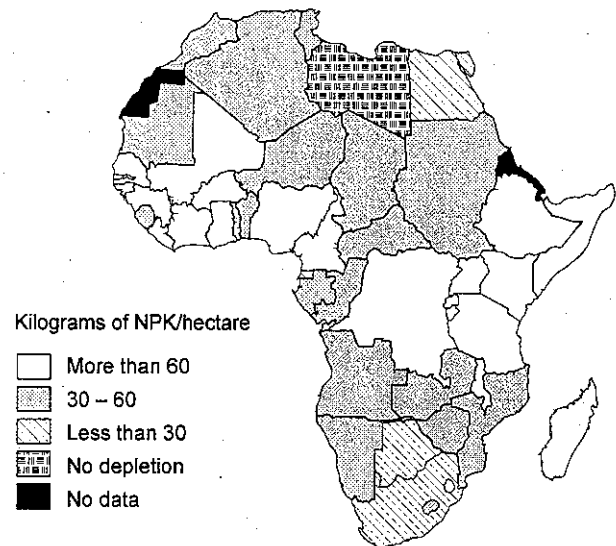 Kilograms of NPK/hectare
More than 60
30 – 60
Less than 30
No depletion
No data